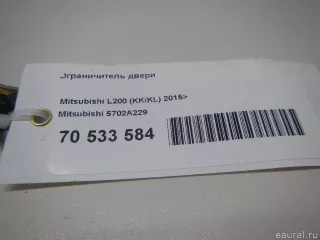 Ограничитель двери
Mitsubishi L200 (KK/KL) 2015>
Mitsubishi 5702A229
70 533 584
eaural.ru